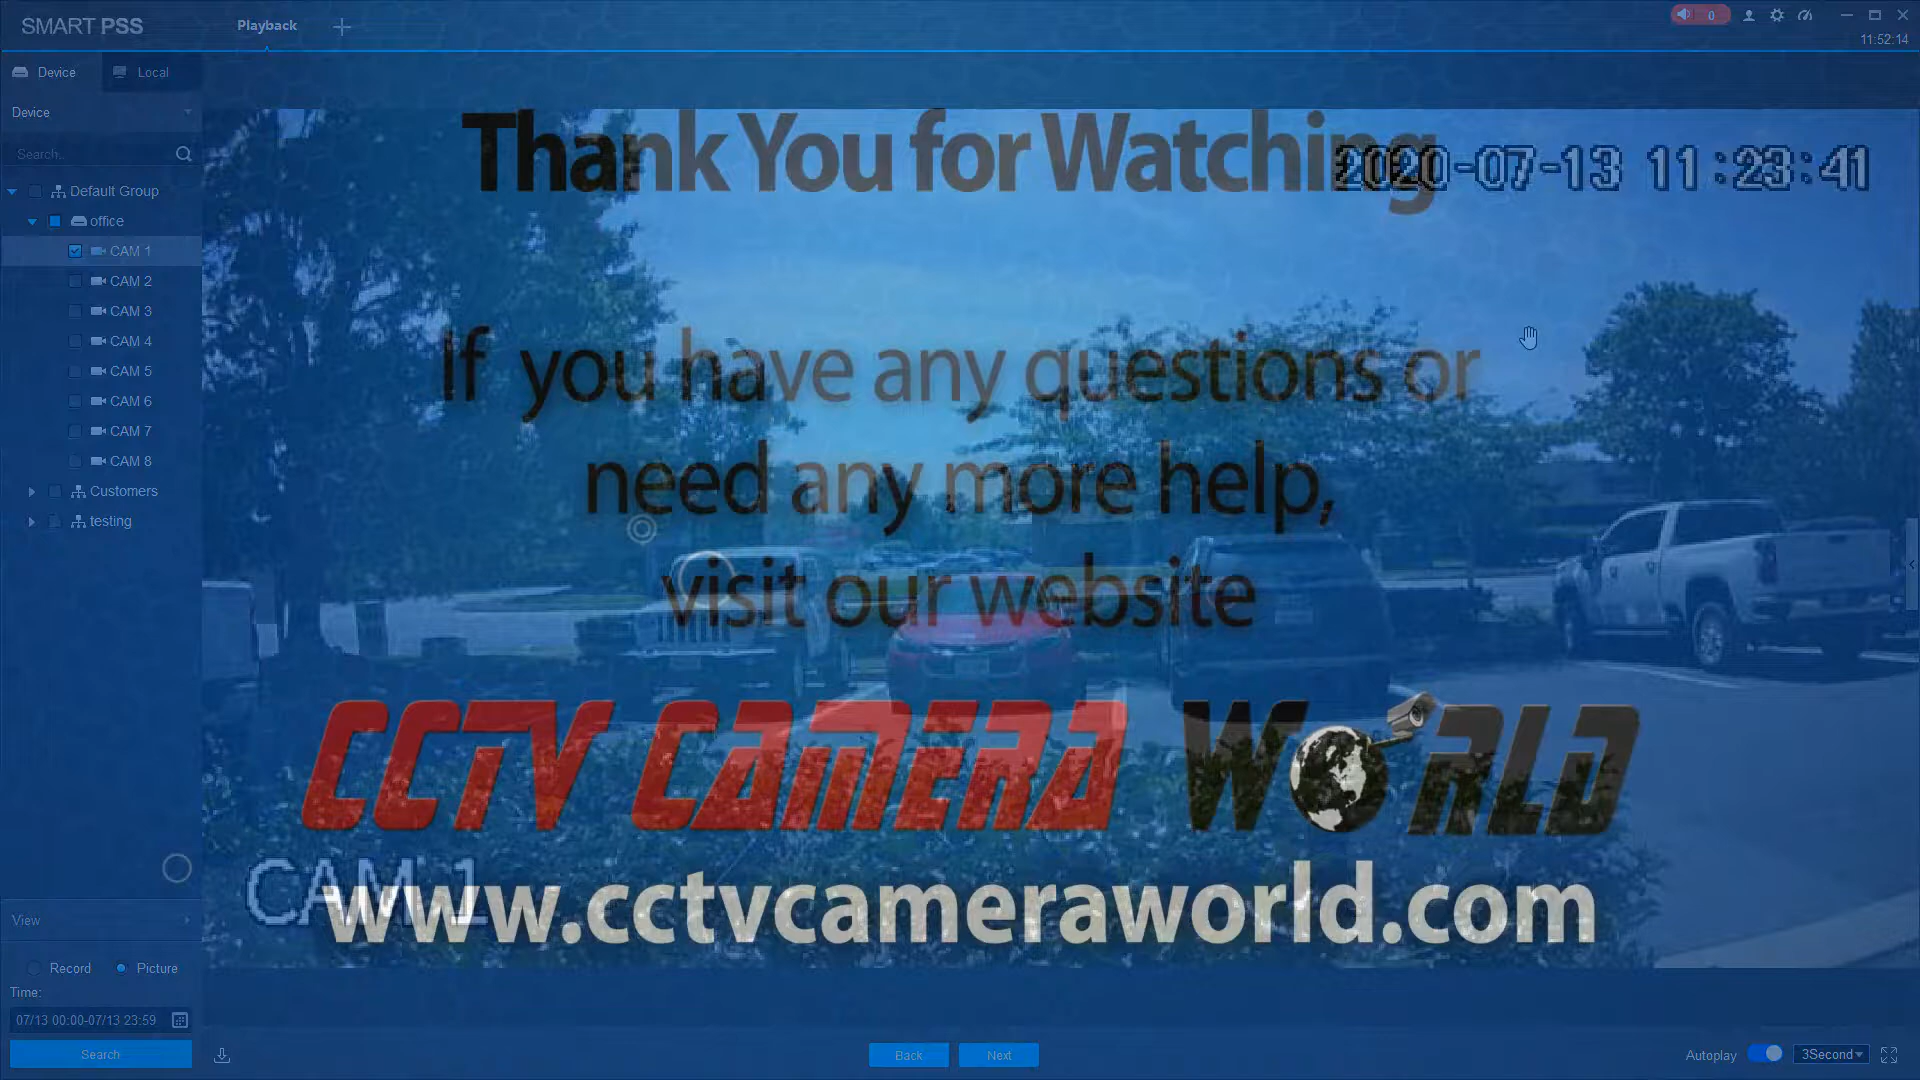 SMART PSS
Playback
0
11:52:14
Device
Local
Device
Search...
Default Group
office
CAM 1
CAM 2
CAM 3
CAM 4
CAM 5
CAM 6
CAM 7
CAM 8
Customers
testing
Thank You for Watching
2020-07-13 11:23:41
If you have any questions or
need any more help,
visit our website
CCTV CAMERA WORLD
CAM 1
www.cctvcameraworld.com
View
Record
Picture
Time:
07/13 00:00-07/13 23:59
Search
Back
Next
Autoplay
3Second